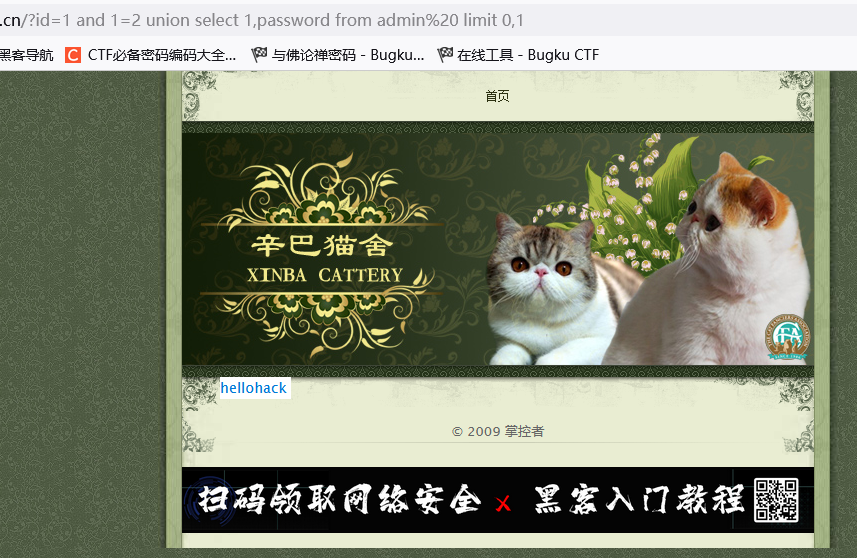 .cn/?id=1 and 1=2 union select 1,password from admin%20 limit 0,1
黑客导航 C CTF必备密码编码大全... 与佛论禅密码 - Bugku... 在线工具 - Bugku CTF
首页
辛巴猫舍
XINBA CATTERY
CFA
hellohack
© 2009 掌控者
扫码领取网络安全 X 黑客入门教程